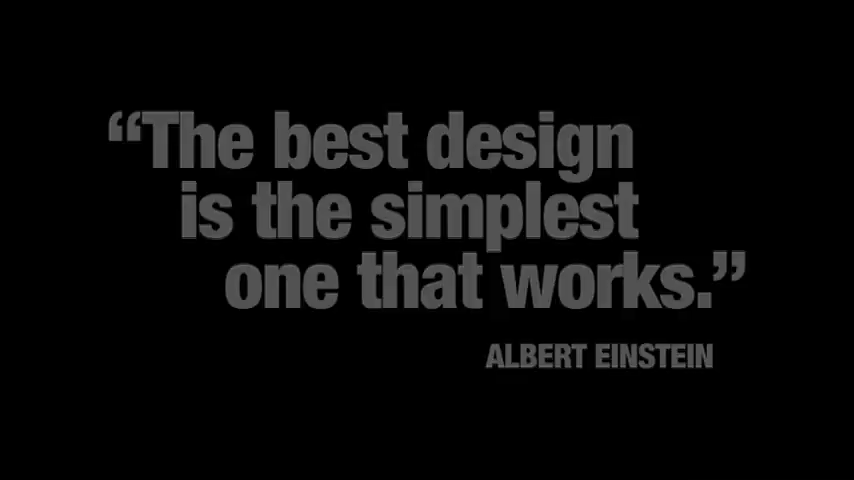 “The best design
is the simplest
one that works.”
ALBERT EINSTEIN